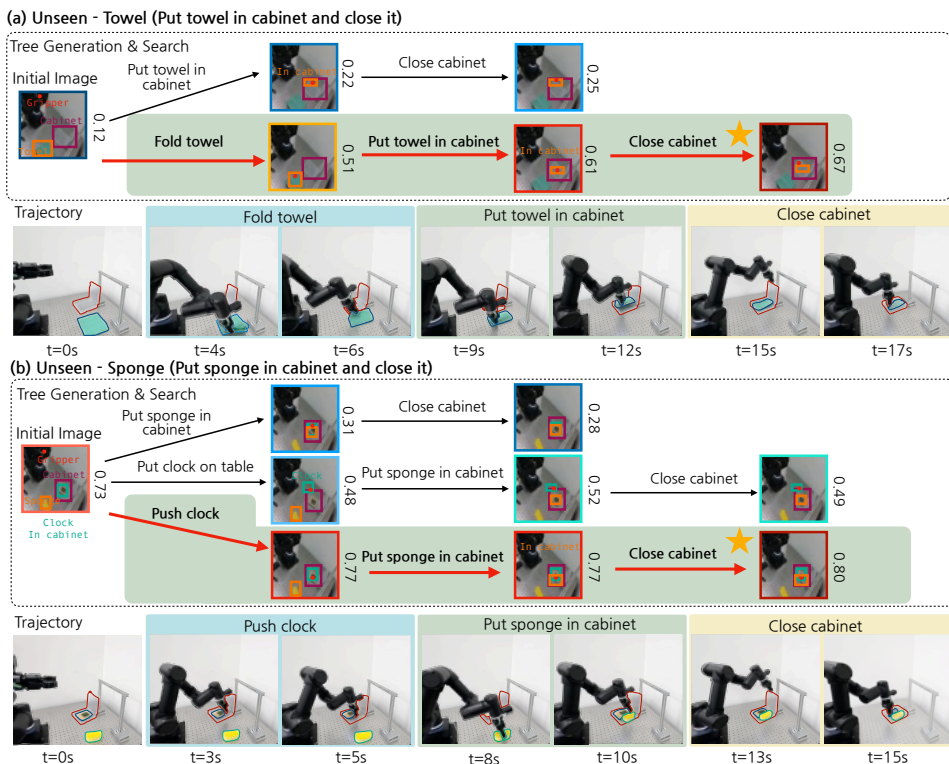 (a) Unseen - Towel (Put towel in cabinet and close it)
Tree Generation & Search
Initial Image
Put towel in
cabinet
Close cabinet
In cabinet
0.22
0.25
Gripper
Cabinet
0.12
Fold towel
Put towel in cabinet
Close cabinet
In cabinet
0.51
0.61
0.67
Trajectory
Fold towel
Put towel in cabinet
Close cabinet
t=0s
t=4s
t=6s
t=9s
t=12s
t=15s
t=17s
(b) Unseen - Sponge (Put sponge in cabinet and close it)
Tree Generation & Search
Put sponge in
cabinet
Close cabinet
0.31
0.28
Initial Image
Gripper
Cabinet
0.73
Clock
In cabinet
Put clock on table
Clock
0.48
Put sponge in cabinet
0.52
Close cabinet
0.49
Push clock
0.77
Put sponge in cabinet
In cabinet
0.77
Close cabinet
0.80
Trajectory
Push clock
Put sponge in cabinet
Close cabinet
t=0s
t=3s
t=5s
t=8s
t=10s
t=13s
t=15s